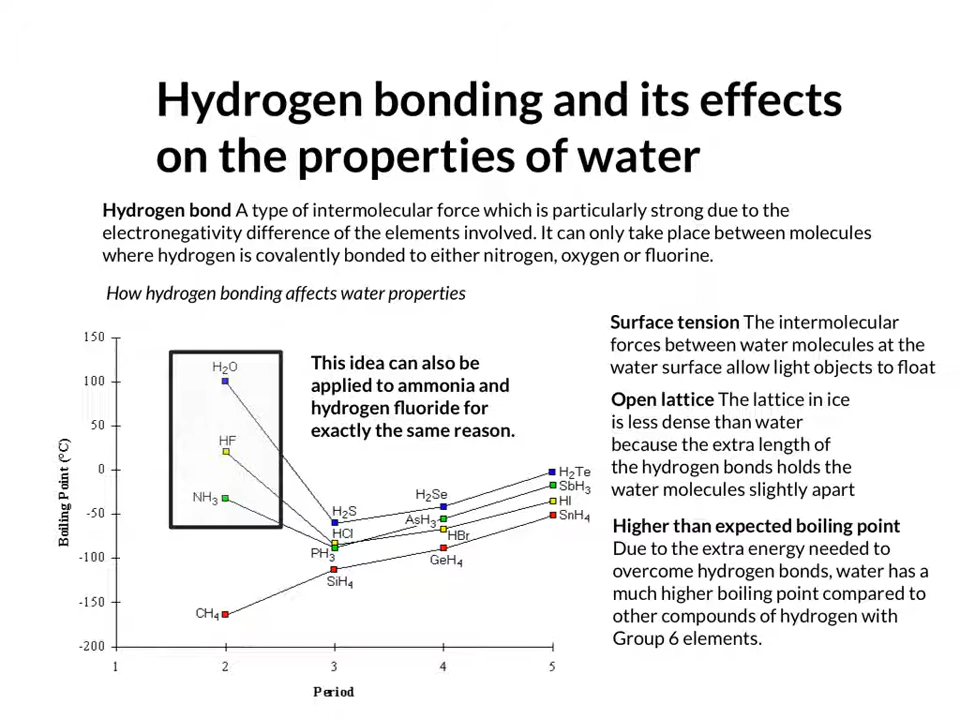 Hydrogen bonding and its effects
on the properties of water
Hydrogen bond A type of intermolecular force which is particularly strong due to the
electronegativity difference of the elements involved. It can only take place between molecules
where hydrogen is covalently bonded to either nitrogen, oxygen or fluorine.
How hydrogen bonding affects water properties
Surface tension The intermolecular
forces between water molecules at the
water surface allow light objects to float
Open lattice The lattice in ice
is less dense than water
because the extra length of
the hydrogen bonds holds the
water molecules slightly apart
Higher than expected boiling point
Due to the extra energy needed to
overcome hydrogen bonds, water has a
much higher boiling point compared to
other compounds of hydrogen with
Group 6 elements.
This idea can also be
applied to ammonia and
hydrogen fluoride for
exactly the same reason.
Boiling Point (°C)
150
100
50
0
-50
-100
-150
-200
H₂O
HF
NH₃
CH₄
H₂S
HCl
PH₃
SiH₄
H₂Se
AsH₃
HBr
GeH₄
H₂Te
SbH₃
HI
SnH₄
1 2 3 4 5
Period